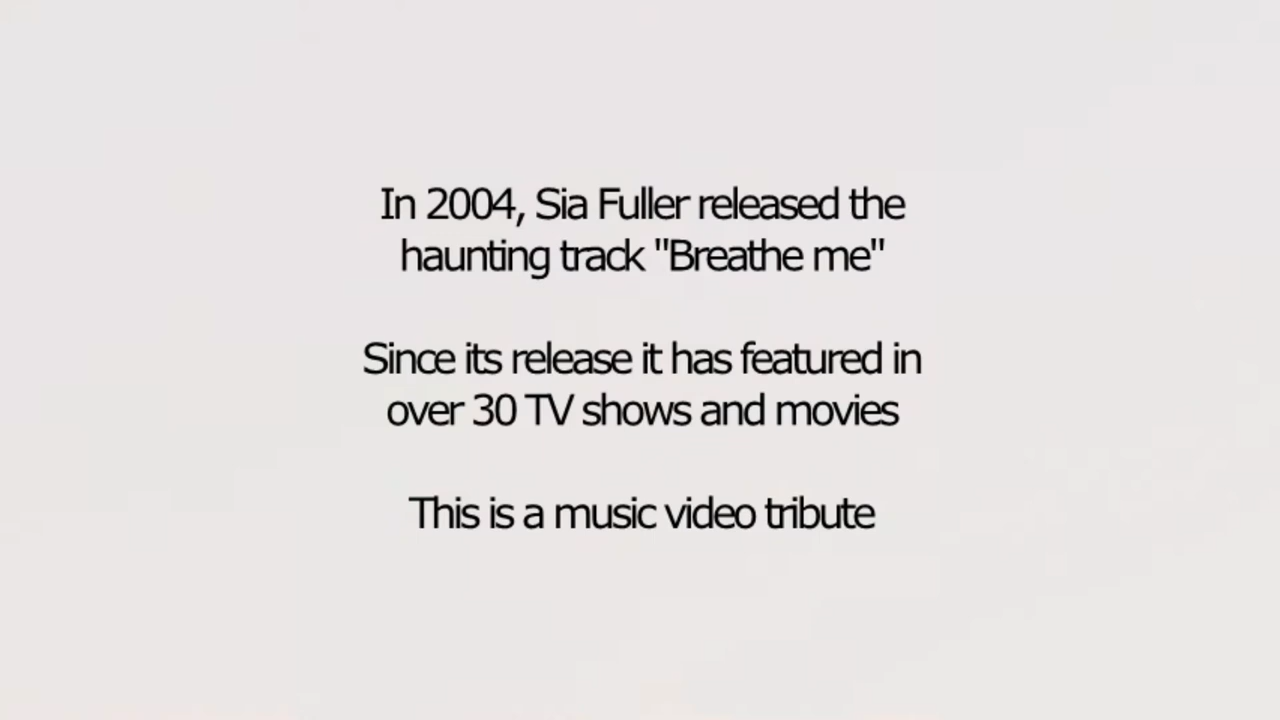 In 2004, Sia Fuller released the
haunting track "Breathe me"
Since its release it has featured in
over 30 TV shows and movies
This is a music video tribute